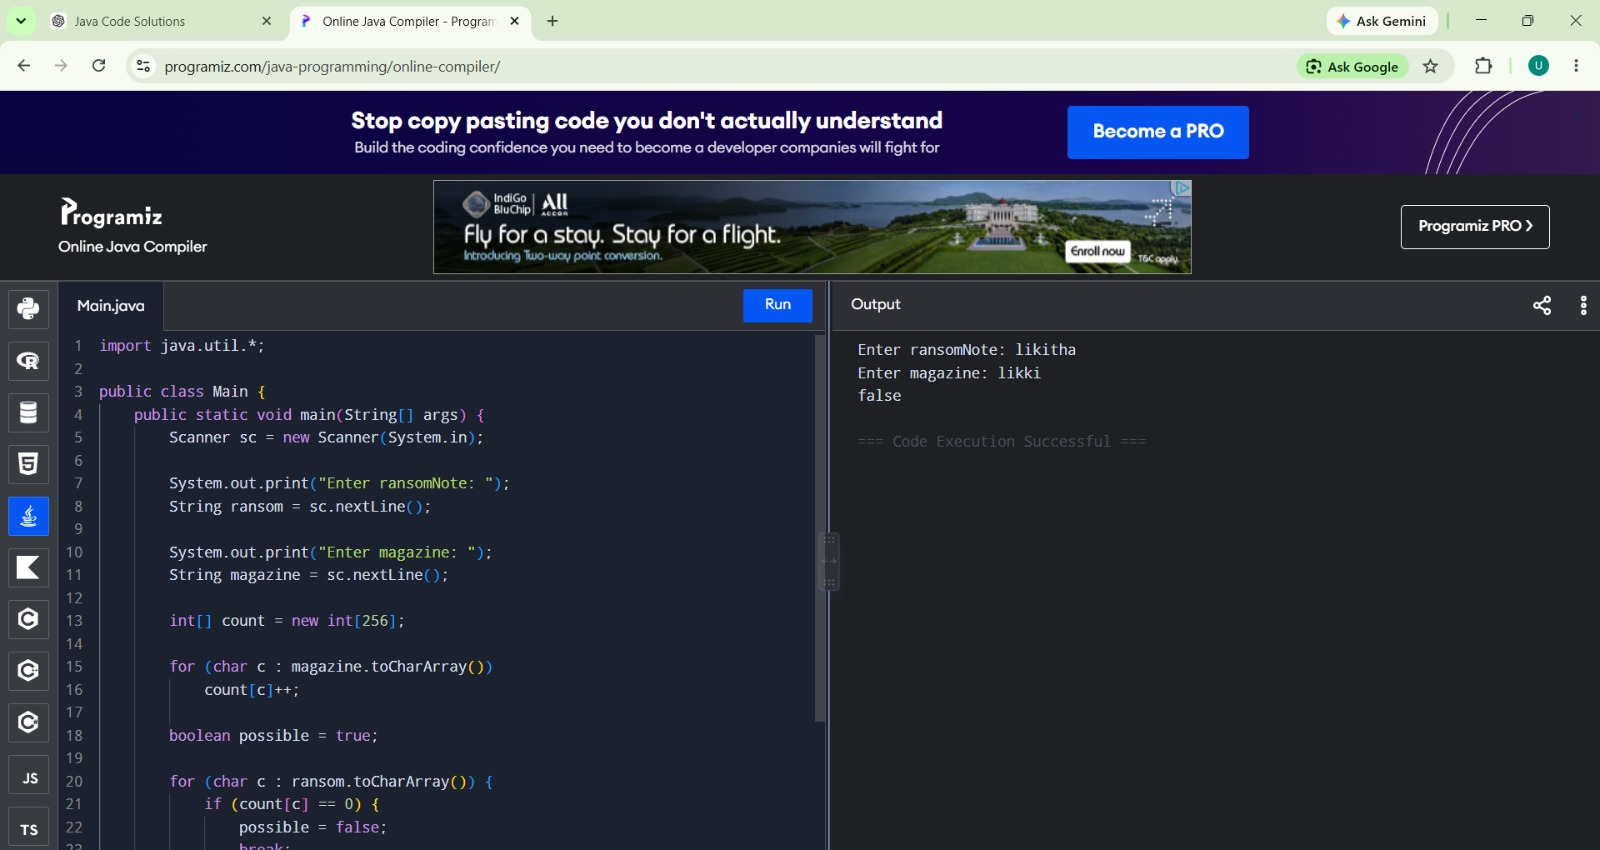 Java Code Solutions
Online Java Compiler - Program
Ask Gemini
programiz.com/java-programming/online-compiler/
Ask Google
U
Stop copy pasting code you don't actually understand
Build the coding confidence you need to become a developer companies will fight for
Become a PRO
Programiz
Online Java Compiler
IndiGo
BluChip
All
ACCOR
Fly for a stay. Stay for a flight.
Introducing Two-way point conversion.
Enroll now
T&C apply.
Programiz PRO >
Main.java
Run
Output
1 import java.util.*;
2
3 public class Main {
4 public static void main(String[] args) {
5 Scanner sc = new Scanner(System.in);
6
7 System.out.print("Enter ransomNote: ");
8 String ransom = sc.nextLine();
9
10 System.out.print("Enter magazine: ");
11 String magazine = sc.nextLine();
12
13 int[] count = new int[256];
14
15 for (char c : magazine.toCharArray())
16 count[c]++;
17
18 boolean possible = true;
19
20 for (char c : ransom.toCharArray()) {
21 if (count[c] == 0) {
22 possible = false;
23 break;
JS
TS
Enter ransomNote: likitha
Enter magazine: likki
false
=== Code Execution Successful ===